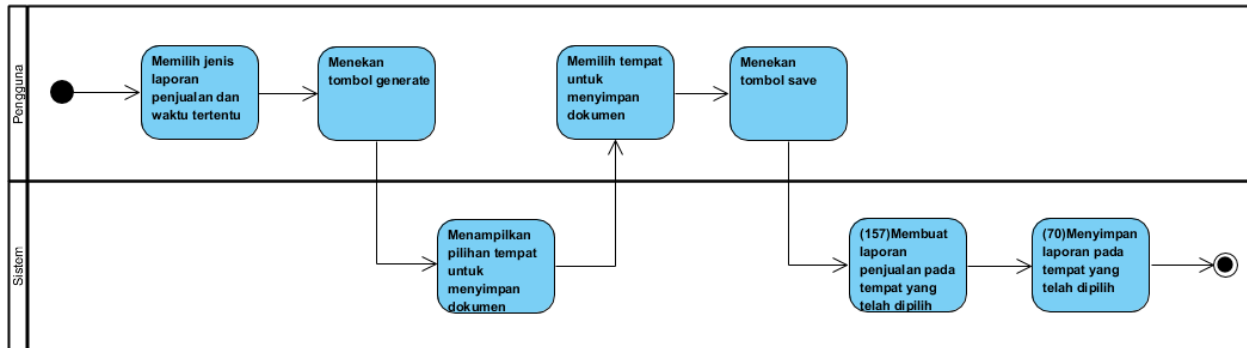 Pengguna
Memilih jenis
laporan
penjualan dan
waktu tertentu
Menekan
tombol generate
Memilih tempat
untuk
menyimpan
dokumen
Menekan
tombol save
Sistem
Menampilkan
pilihan tempat
untuk
menyimpan
dokumen
(157)Membuat
laporan
penjualan pada
tempat yang
telah dipilih
(70)Menyimpan
laporan pada
tempat yang
telah dipilih